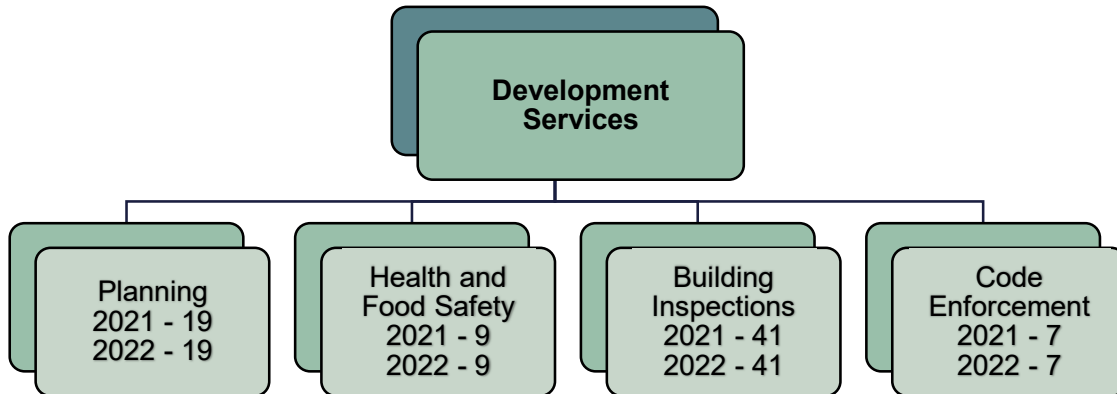 Development
Services
Planning
2021 - 19
2022 - 19
Health and
Food Safety
2021 - 9
2022 - 9
Building
Inspections
2021 - 41
2022 - 41
Code
Enforcement
2021 - 7
2022 - 7